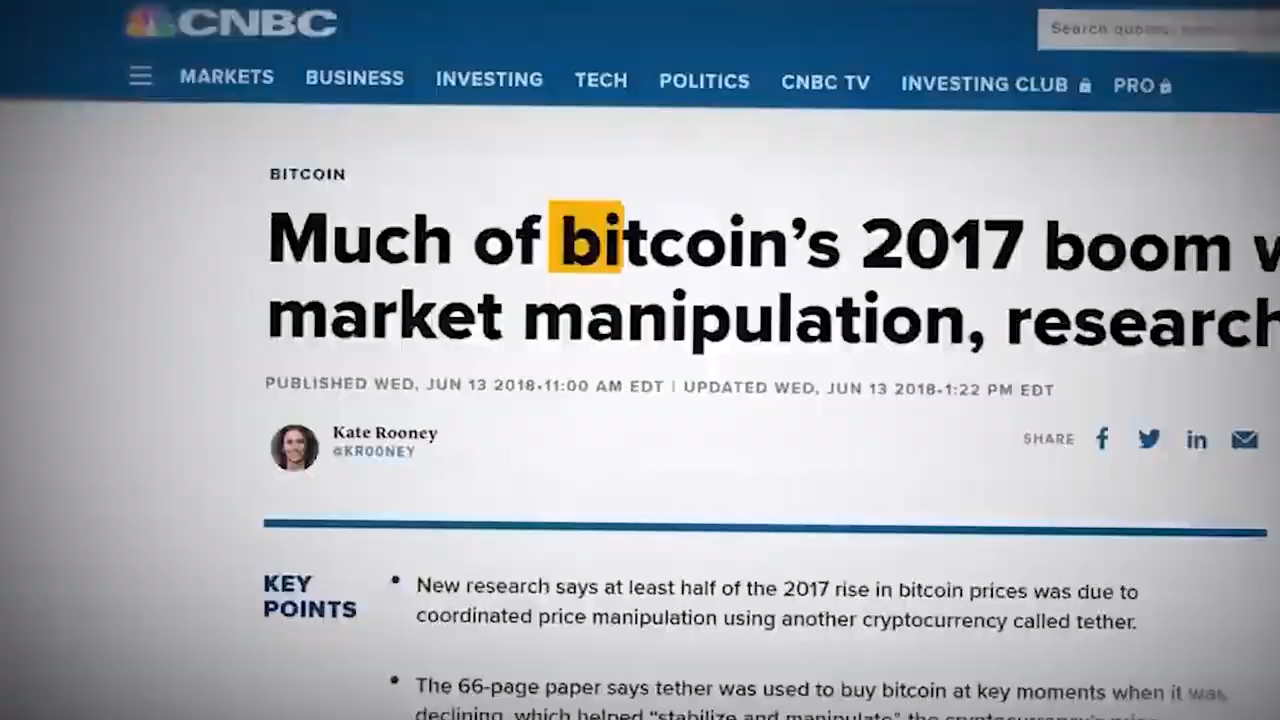 CNBC
Search
MARKETS BUSINESS INVESTING TECH POLITICS CNBC TV INVESTING CLUB PRO
BITCOIN
Much of bitcoin’s 2017 boom
market manipulation, research
PUBLISHED WED, JUN 13 2018•11:00 AM EDT | UPDATED WED, JUN 13 2018•1:22 PM EDT
Kate Rooney
@KROONEY
SHARE
KEY
POINTS
• New research says at least half of the 2017 rise in bitcoin prices was due to
coordinated price manipulation using another cryptocurrency called tether.
• The 66-page paper says tether was used to buy bitcoin at key moments when it was
declining, which helped “stabilize and manipulate” the cryptocurrency’s